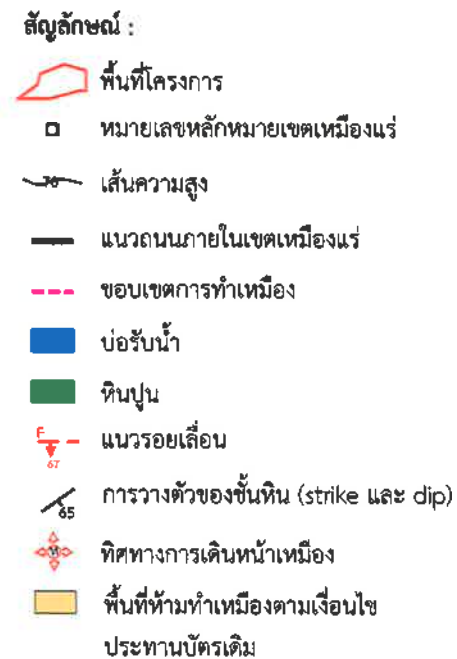 สัญลักษณ์ :
พื้นที่โครงการ
หมายเลขหลักหมายเขตเหมืองแร่
70 เส้นความสูง
แนวถนนภายในเขตเหมืองแร่
ขอบเขตการทำเหมือง
บ่อรับน้ำ
หินปูน
F 67 แนวรอยเลื่อน
65 การวางตัวของชั้นหิน (strike และ dip)
M ทิศทางการเดินหน้าเหมือง
พื้นที่ห้ามทำเหมืองตามเงื่อนไข
ประทานบัตรเดิม